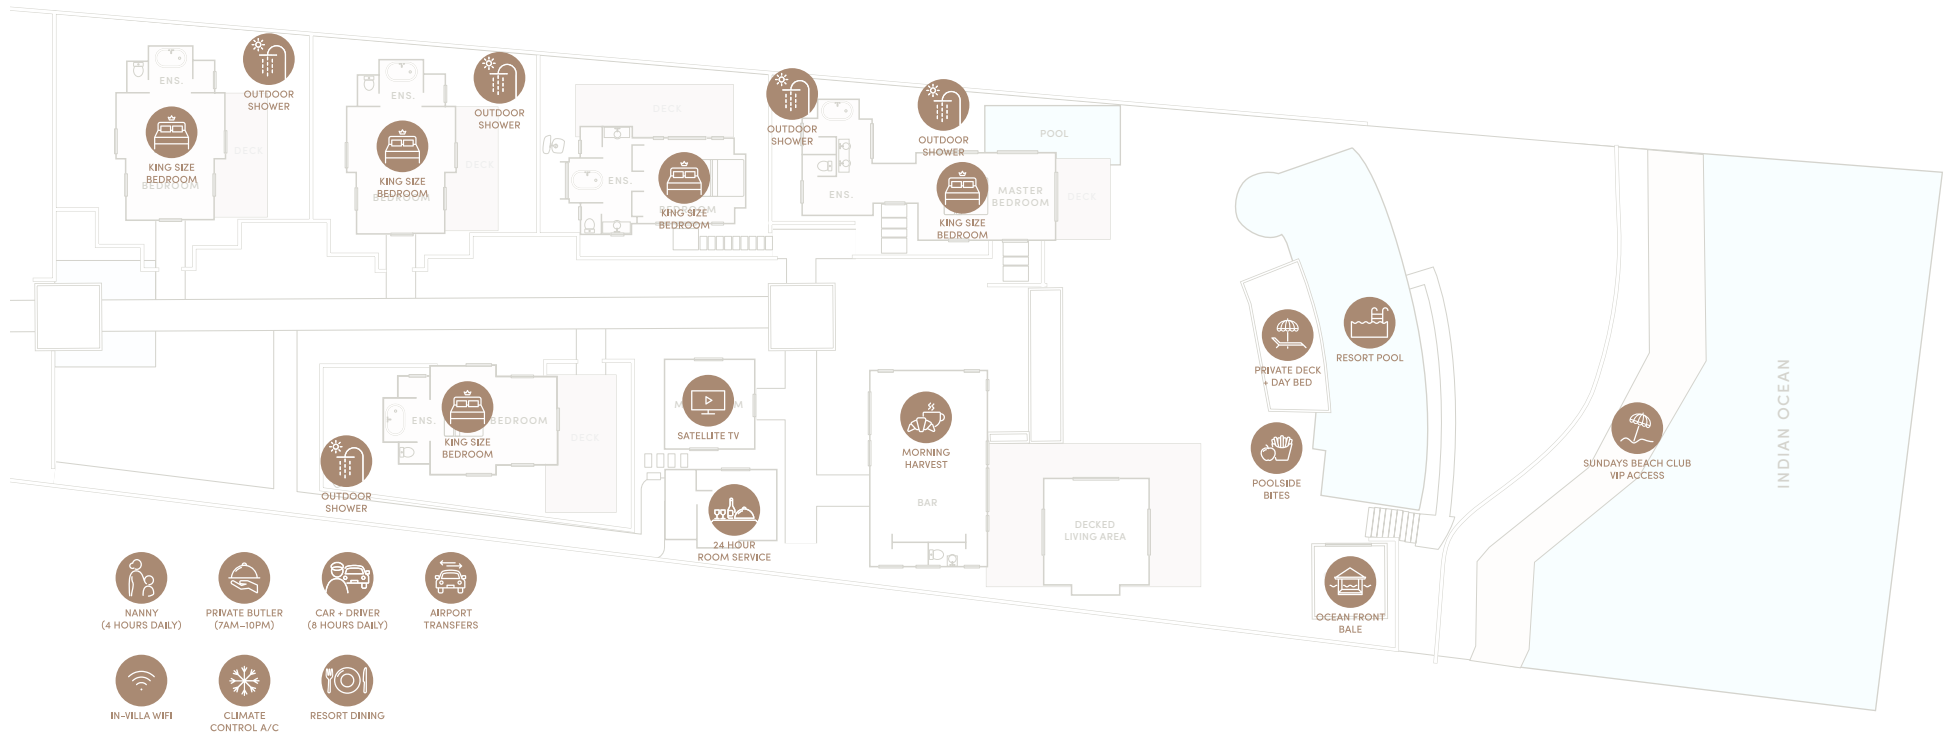 OUTDOOR
SHOWER
ENS.
KING SIZE
BEDROOM
BEDROOM
DECK
OUTDOOR
SHOWER
ENS.
KING SIZE
BEDROOM
BEDROOM
DECK
DECK
ENS.
BEDROOM
KING SIZE
BEDROOM
OUTDOOR
SHOWER
ENS.
OUTDOOR
SHOWER
POOL
MASTER
BEDROOM
KING SIZE
BEDROOM
DECK
PRIVATE DECK
+ DAY BED
RESORT POOL
INDIAN OCEAN
ENS.
BEDROOM
KING SIZE
BEDROOM
DECK
OUTDOOR
SHOWER
SATELLITE TV
MORNING
HARVEST
BAR
24 HOUR
ROOM SERVICE
DECKED
LIVING AREA
POOLSIDE
BITES
SUNDAYS BEACH CLUB
VIP ACCESS
OCEAN FRONT
BALE
NANNY
(4 HOURS DAILY)
PRIVATE BUTLER
(7AM–10PM)
CAR + DRIVER
(8 HOURS DAILY)
AIRPORT
TRANSFERS
IN-VILLA WIFI
CLIMATE
CONTROL A/C
RESORT DINING